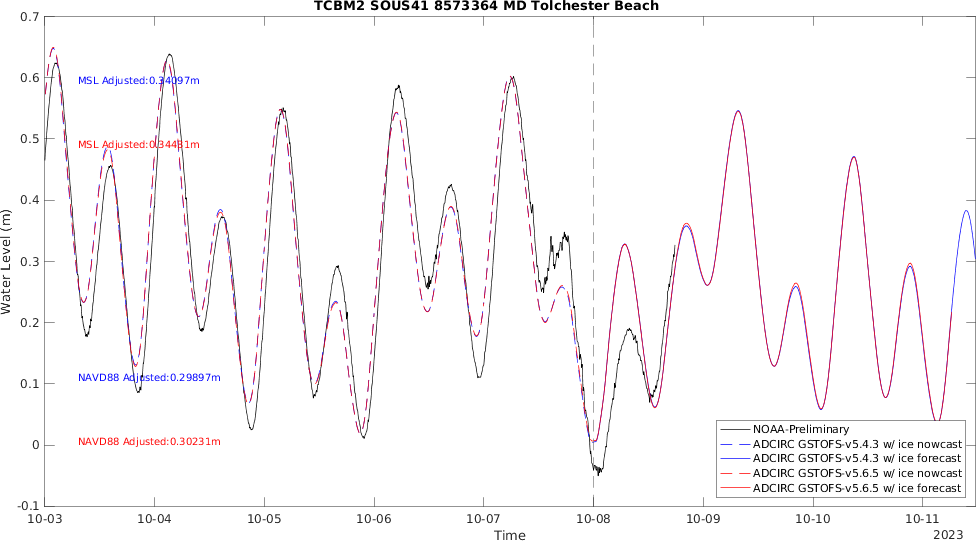 TCBM2 SOUS41 8573364 MD Tolchester Beach
Water Level (m)
0.7
0.6
0.5
0.4
0.3
0.2
0.1
0
-0.1
MSL Adjusted:0.34097m
MSL Adjusted:0.34431m
NAVD88 Adjusted:0.29897m
NAVD88 Adjusted:0.30231m
NOAA-Preliminary
ADCIRC GSTOFS-v5.4.3 w/ ice nowcast
ADCIRC GSTOFS-v5.4.3 w/ ice forecast
ADCIRC GSTOFS-v5.6.5 w/ ice nowcast
ADCIRC GSTOFS-v5.6.5 w/ ice forecast
10-03 10-04 10-05 10-06 10-07 10-08 10-09 10-10 10-11
Time
2023